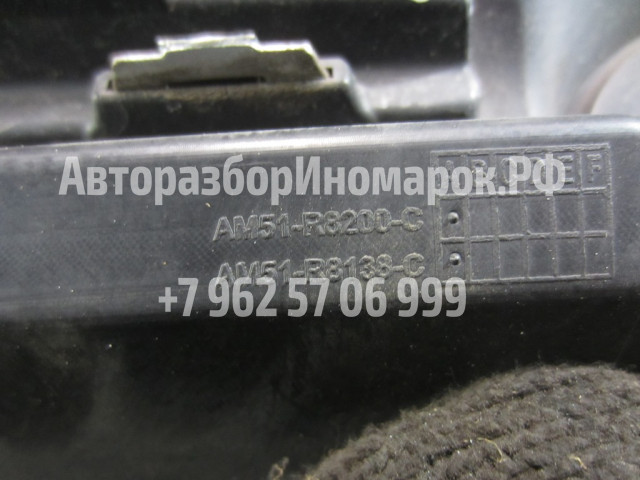 АвторазборИномарок.РФ
AM51-R8200-C
AM51-R8138-C
+7 962 57 06 999